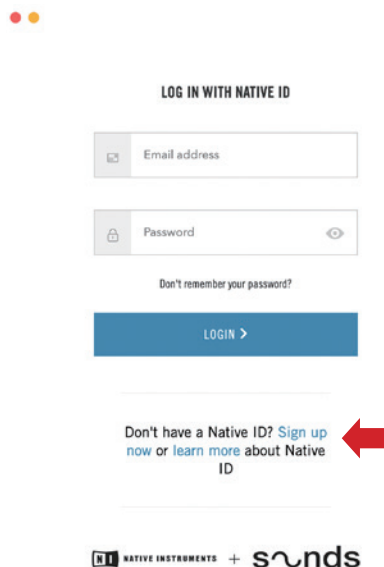 LOG IN WITH NATIVE ID
Email address
Password
Don't remember your password?
LOGIN >
Don't have a Native ID? Sign up
now or learn more about Native
ID
NI NATIVE INSTRUMENTS + sounds